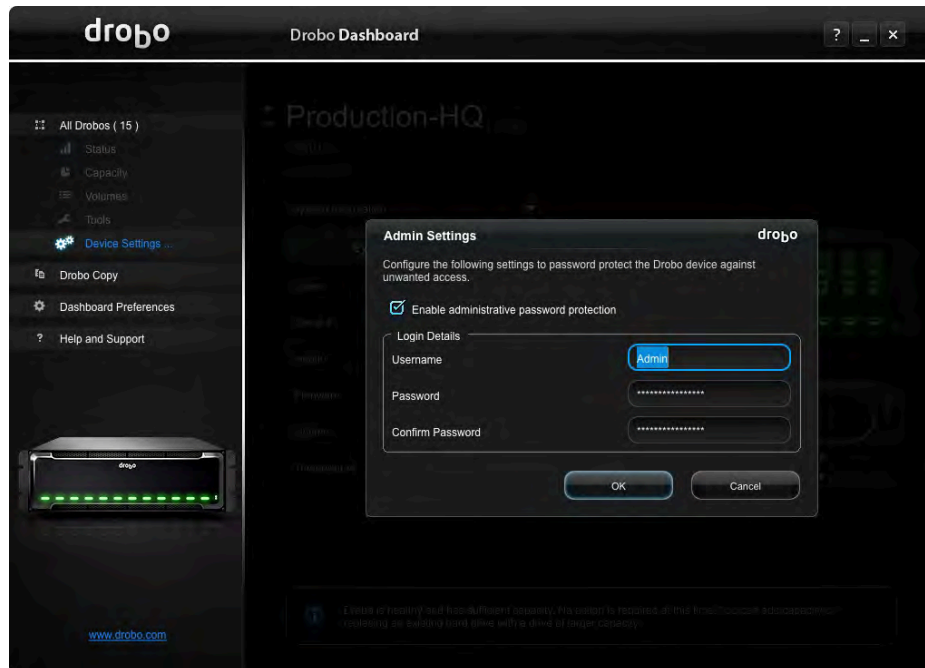 drobo
Drobo Dashboard
?
All Drobos ( 15 )
Status
Capacity
Volumes
Tools
Device Settings ...
Drobo Copy
Dashboard Preferences
? Help and Support
drobo
www.drobo.com
Production-HQ
Admin Settings
drobo
Configure the following settings to password protect the Drobo device against
unwanted access.
Enable administrative password protection
Login Details
Username
Admin
Password
***************
Confirm Password
***************
OK
Cancel